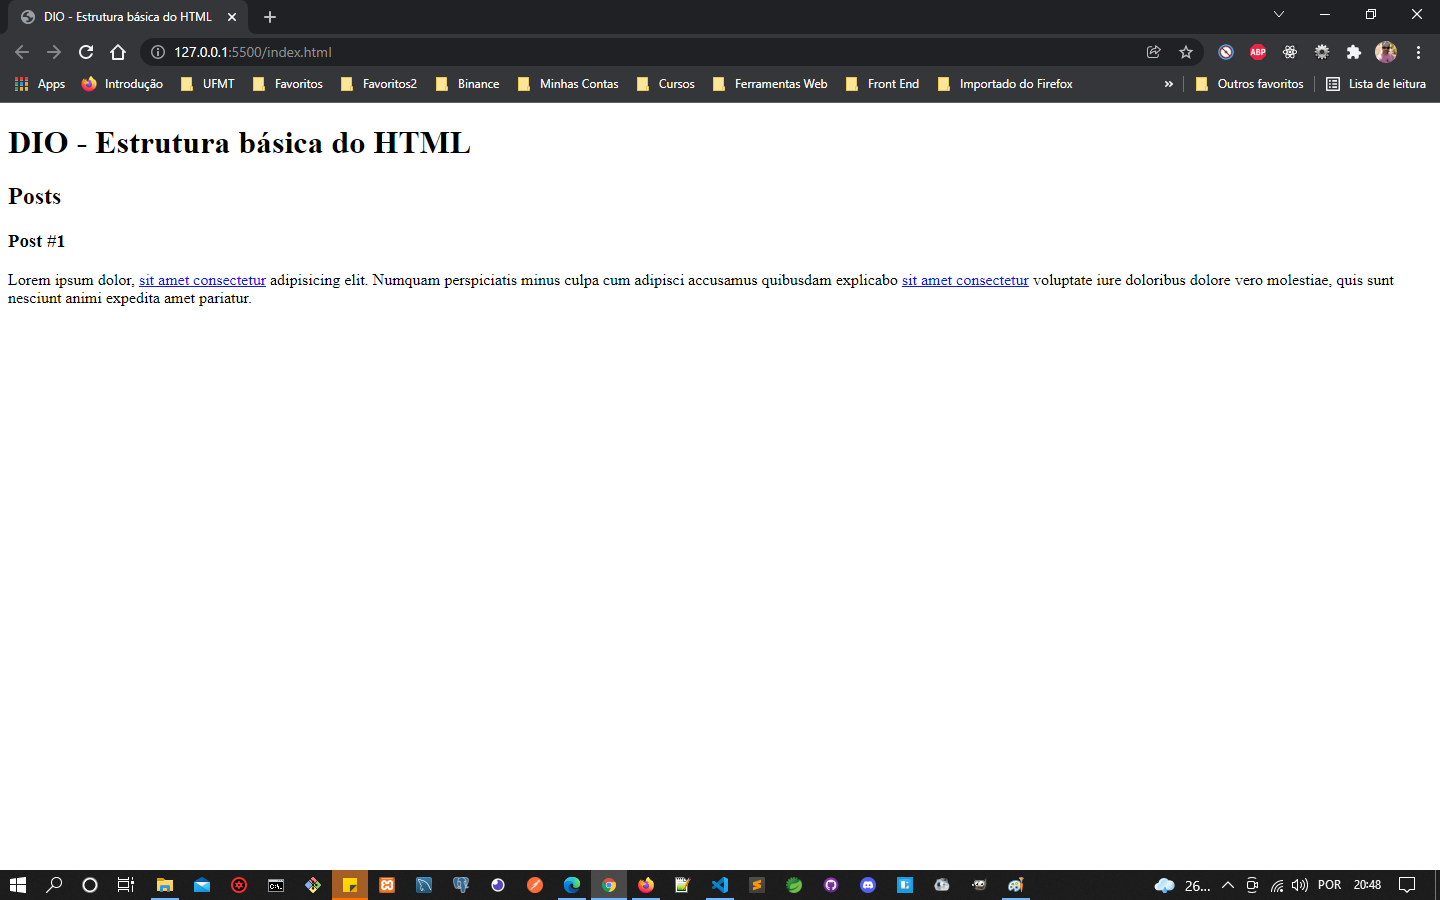 DIO - Estrutura básica do HTML
127.0.0.1:5500/index.html
ABP
Apps Introdução UFMT Favoritos Favoritos2 Binance Minhas Contas Cursos Ferramentas Web Front End Importado do Firefox » Outros favoritos Lista de leitura
DIO - Estrutura básica do HTML
Posts
Post #1
Lorem ipsum dolor, sit amet consectetur adipisicing elit. Numquam perspiciatis minus culpa cum adipisci accusamus quibusdam explicabo sit amet consectetur voluptate iure doloribus dolore vero molestiae, quis sunt
nesciunt animi expedita amet pariatur.
26... POR 20:48